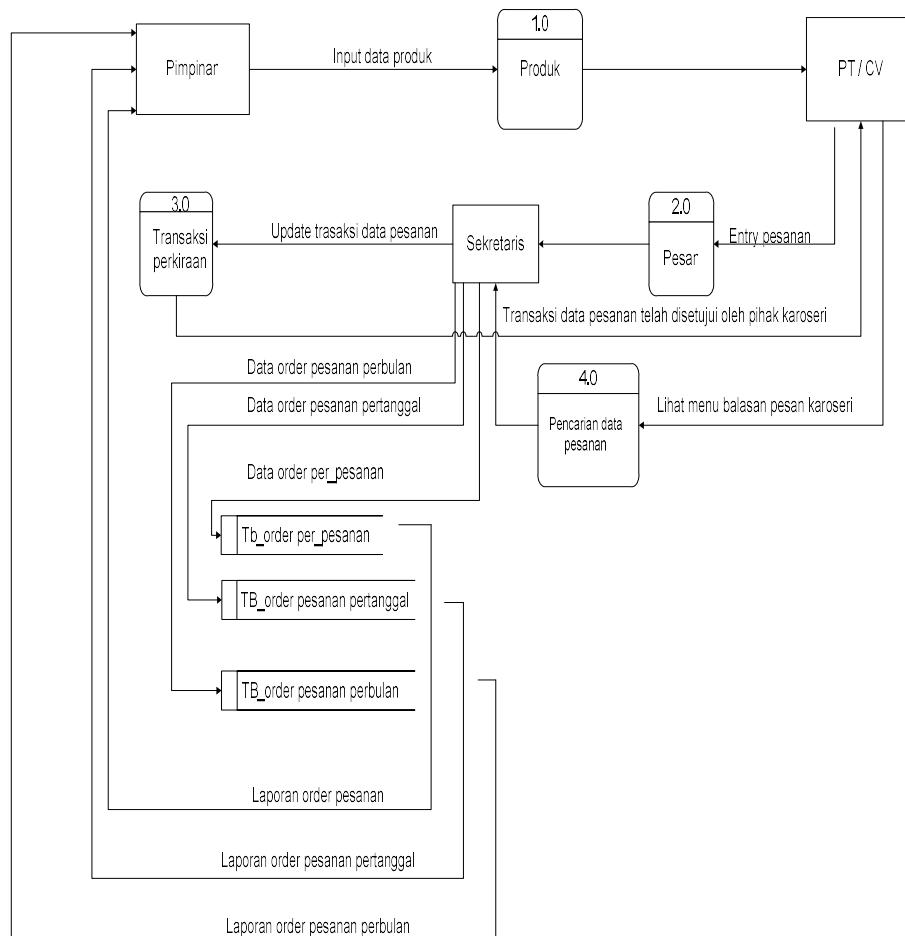 1.0
Pimpinar
Input data produk
Produk
PT / CV
3.0
Transaksi
perkiraan
Update trasaksi data pesanan
Sekretaris
2.0
Pesar
Entry pesanan
Transaksi data pesanan telah disetujui oleh pihak karoseri
Data order pesanan perbulan
4.0
Pencarian data
pesanan
Lihat menu balasan pesan karoseri
Data order pesanan pertanggal
Data order per_pesanan
Tb_order per_pesanan
TB_order pesanan pertanggal
TB_order pesanan perbulan
Laporan order pesanan
Laporan order pesanan pertanggal
Laporan order pesanan perbulan